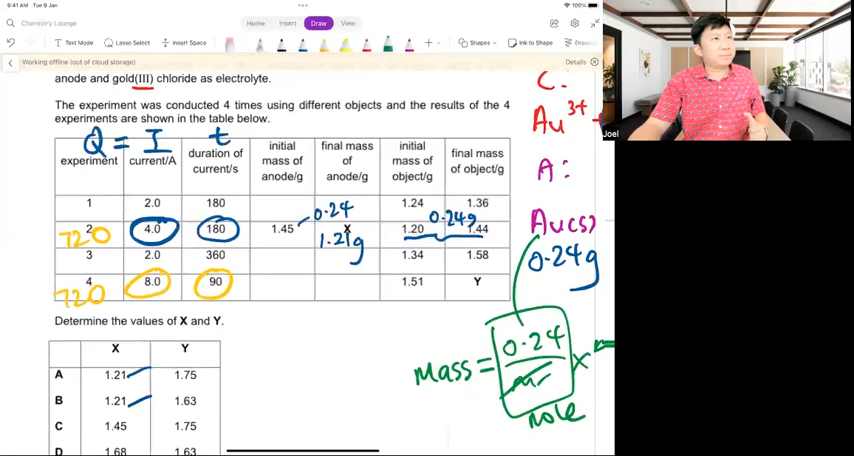 9:41 AM Tue 9 Jan
100%
Chemistry Lounge
Home Insert Draw View
Text Mode Lasso Select Insert Space Shapes Ink to Shape Drawing
Working offline (out of cloud storage) Details
anode and gold(III) chloride as electrolyte.
The experiment was conducted 4 times using different objects and the results of the 4
experiments are shown in the table below.
Q = I t
experiment current/A duration of current/s initial mass of anode/g final mass of anode/g initial mass of object/g final mass of object/g
1 2.0 180 1.24 1.36
0.24 0.24g
2 4.0 180 1.45 X 1.20 1.44
720 1.21g
3 2.0 360 1.34 1.58
4 8.0 90 1.51 Y
720
Determine the values of X and Y.
X Y
A 1.21 1.75
B 1.21 1.63
C 1.45 1.75
D 1.68 1.63
C:
Au3+ +
A:
Au(s)
0.24g
mass = 0.24 / mr x
mole
Joel